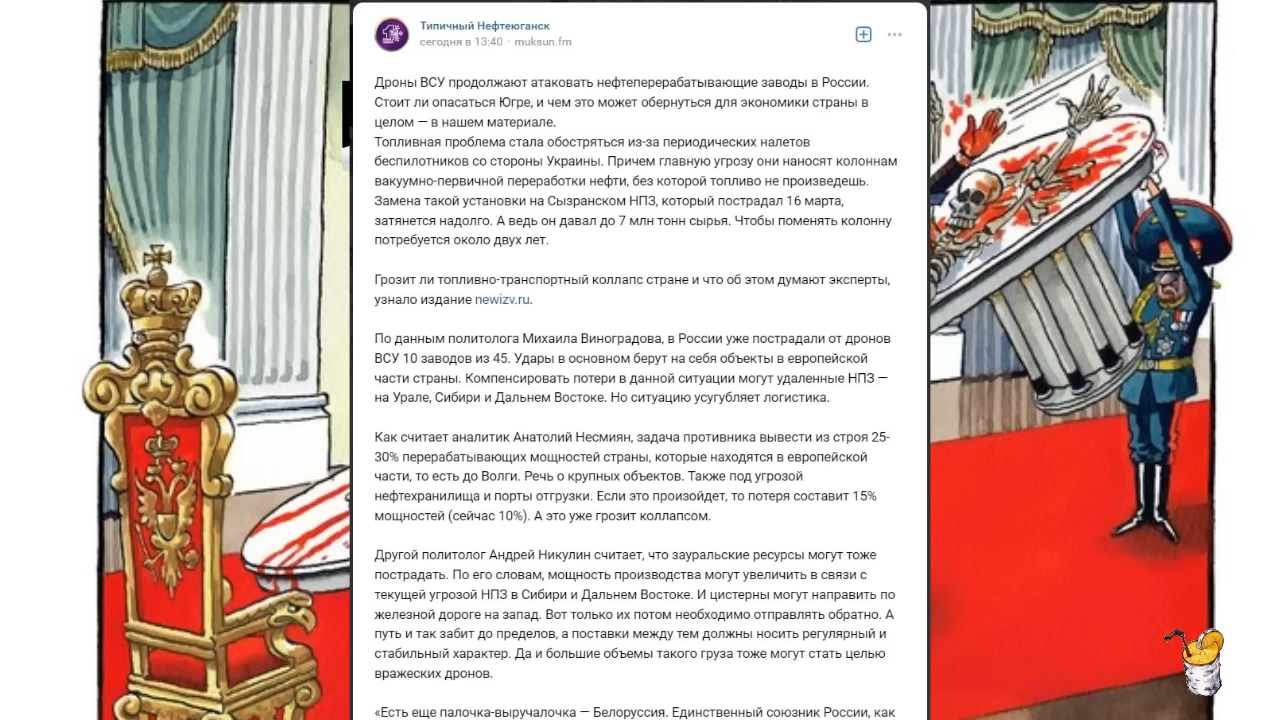 Типичный Нефтеюганск
сегодня в 13:40 · muksun.fm
Дроны ВСУ продолжают атаковать нефтеперерабатывающие заводы в России.
Стоит ли опасаться Югре, и чем это может обернуться для экономики страны в
целом — в нашем материале.
Топливная проблема стала обостряться из-за периодических налетов
беспилотников со стороны Украины. Причем главную угрозу они наносят колоннам
вакуумно-первичной переработки нефти, без которой топливо не произведешь.
Замена такой установки на Сызранском НПЗ, который пострадал 16 марта,
затянется надолго. А ведь он давал до 7 млн тонн сырья. Чтобы поменять колонну
потребуется около двух лет.
Грозит ли топливно-транспортный коллапс стране и что об этом думают эксперты,
узнало издание newizv.ru.
По данным политолога Михаила Виноградова, в России уже пострадали от дронов
ВСУ 10 заводов из 45. Удары в основном берут на себя объекты в европейской
части страны. Компенсировать потери в данной ситуации могут удаленные НПЗ —
на Урале, Сибири и Дальнем Востоке. Но ситуацию усугубляет логистика.
Как считает аналитик Анатолий Несмиян, задача противника вывести из строя 25-
30% перерабатывающих мощностей страны, которые находятся в европейской
части, то есть до Волги. Речь о крупных объектов. Также под угрозой
нефтехранилища и порты отгрузки. Если это произойдет, то потеря составит 15%
мощностей (сейчас 10%). А это уже грозит коллапсом.
Другой политолог Андрей Никулин считает, что зауральские ресурсы могут тоже
пострадать. По его словам, мощность производства могут увеличить в связи с
текущей угрозой НПЗ в Сибири и Дальнем Востоке. И цистерны могут направить по
железной дороге на запад. Вот только их потом необходимо отправлять обратно. А
путь и так забит до пределов, а поставки между тем должны носить регулярный и
стабильный характер. Да и большие объемы такого груза тоже могут стать целью
вражеских дронов.
«Есть еще палочка-выручалочка — Белоруссия. Единственный союзник России, как